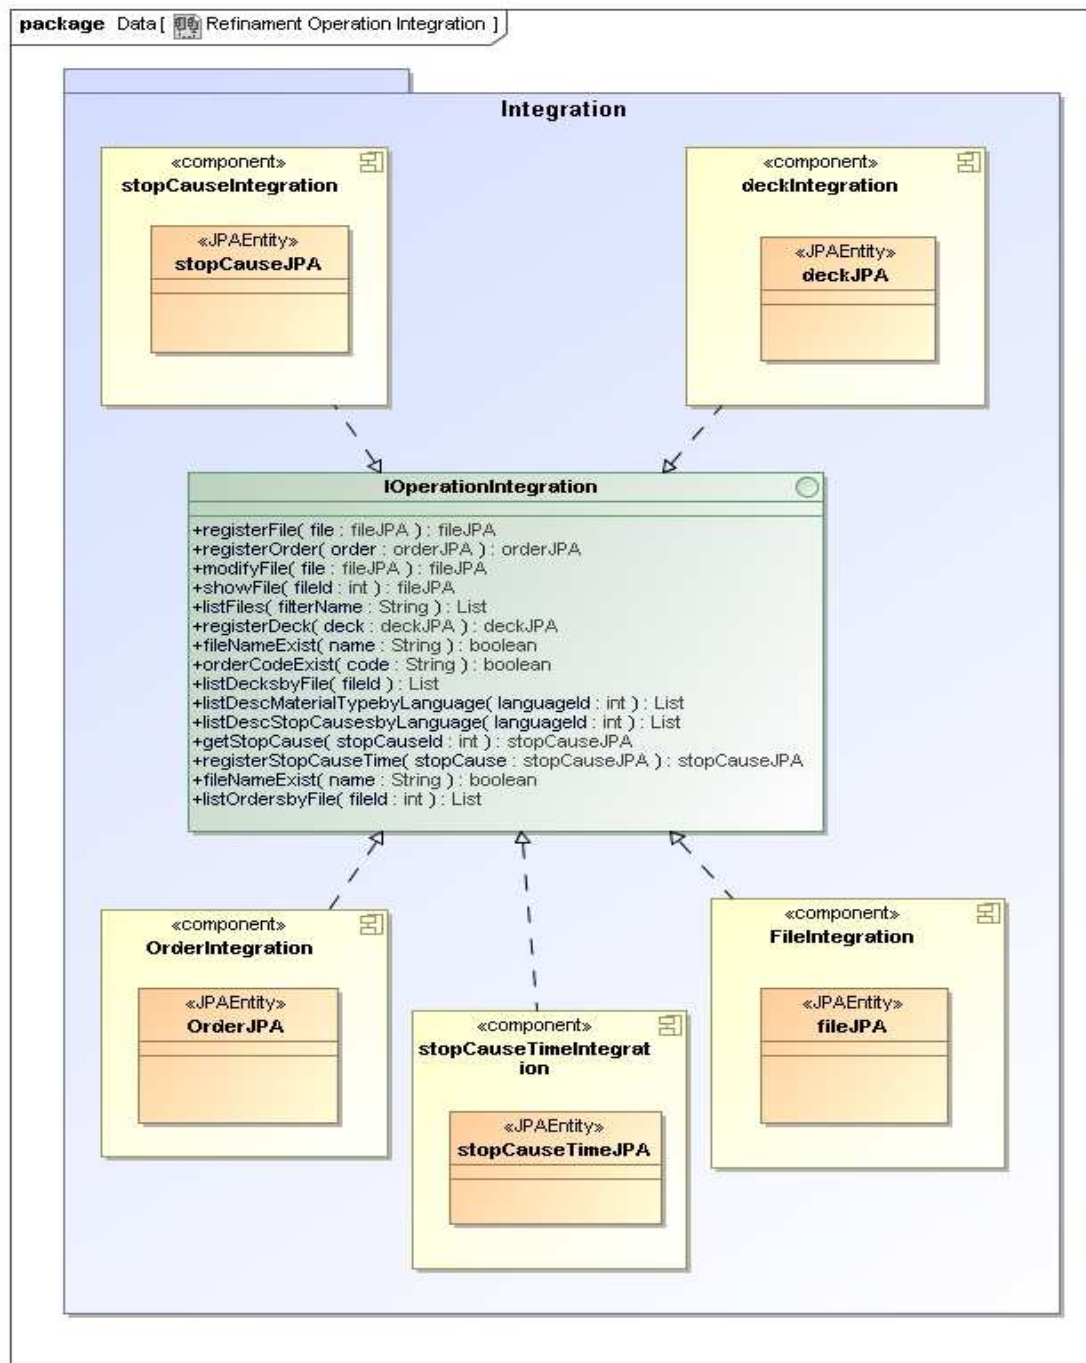 package Data [ Refinament Operation Integration ]
Integration
«component»
stopCauseIntegration
«JPAEntity»
stopCauseJPA
«component»
deckIntegration
«JPAEntity»
deckJPA
IOperationIntegration
+registerFile( file : fileJPA ) : fileJPA
+registerOrder( order : orderJPA ) : orderJPA
+modifyFile( file : fileJPA ) : fileJPA
+showFile( fileId : int ) : fileJPA
+listFiles( filterName : String ) : List
+registerDeck( deck : deckJPA ) : deckJPA
+fileNameExist( name : String ) : boolean
+orderCodeExist( code : String ) : boolean
+listDecksbyFile( fileId ) : List
+listDescMaterialTypebyLanguage( languageId : int ) : List
+listDescStopCausesbyLanguage( languageId : int ) : List
+getStopCause( stopCauseId : int ) : stopCauseJPA
+registerStopCauseTime( stopCause : stopCauseJPA ) : stopCauseJPA
+fileNameExist( name : String ) : boolean
+listOrdersbyFile( fileId : int ) : List
«component»
OrderIntegration
«JPAEntity»
OrderJPA
«component»
stopCauseTimeIntegrat
ion
«JPAEntity»
stopCauseTimeJPA
«component»
FileIntegration
«JPAEntity»
fileJPA